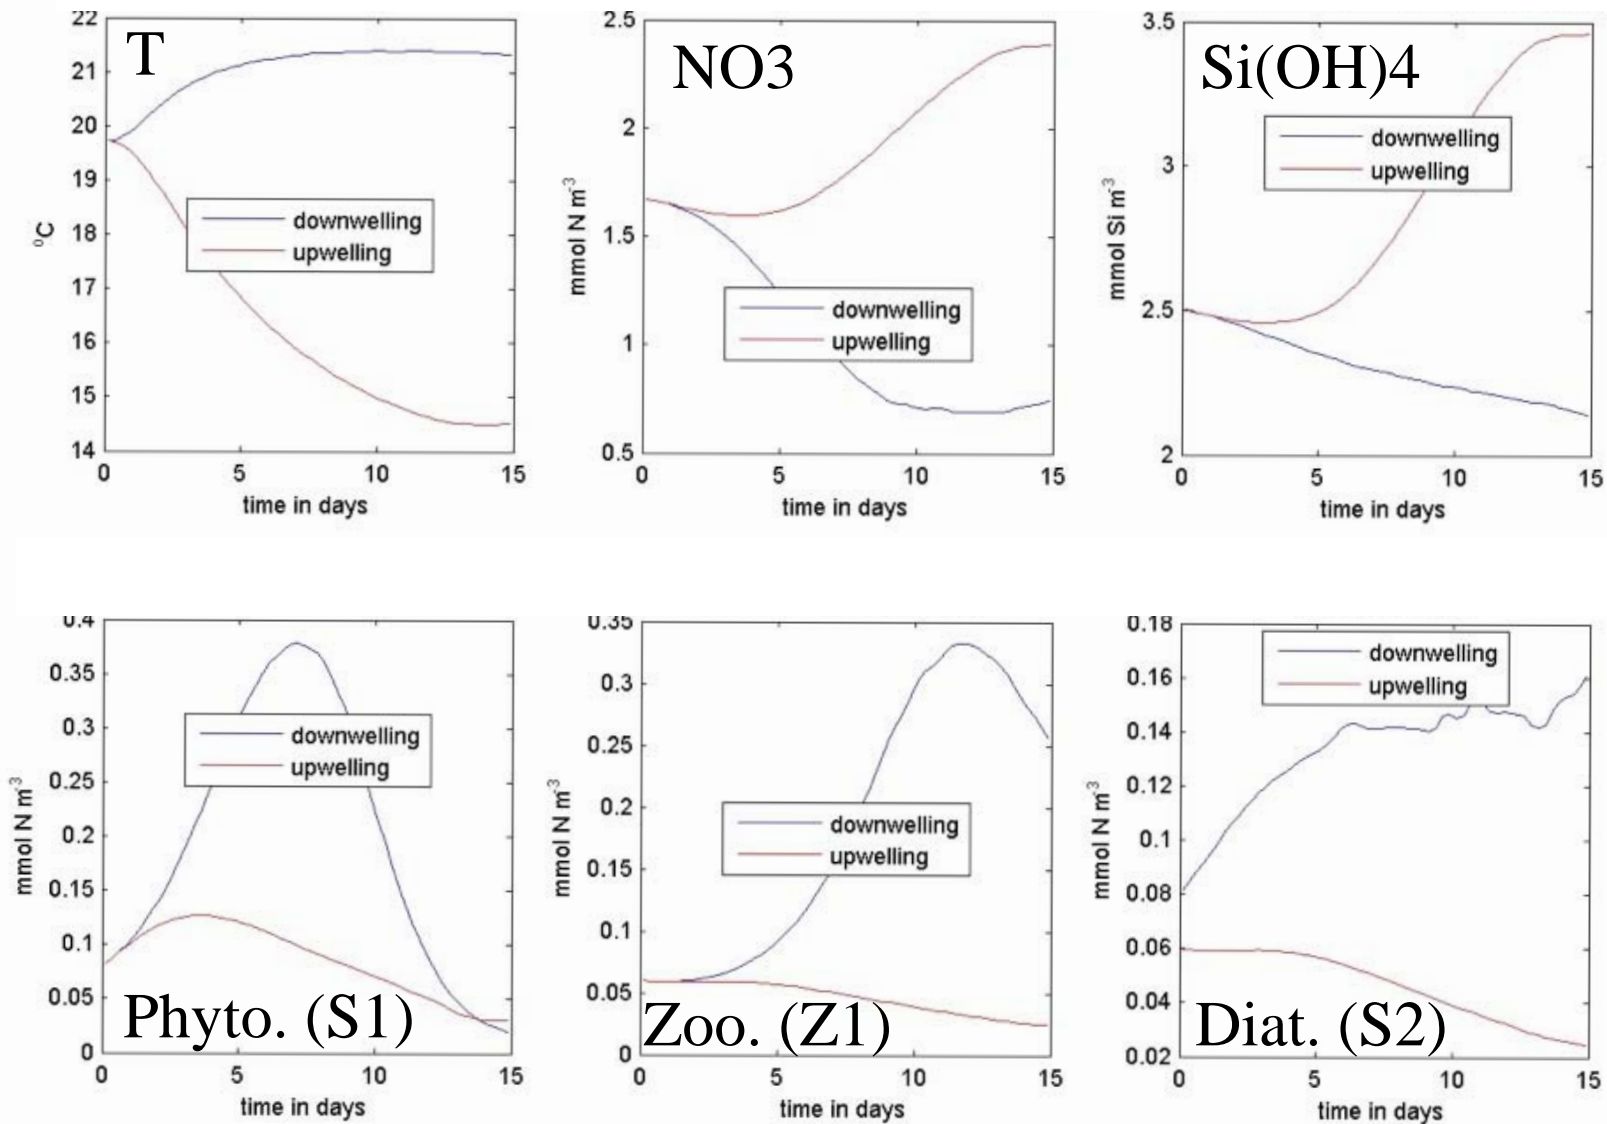 T
22
21
20
19
18
17
16
15
14
°C
downwelling
upwelling
0 5 10 15
time in days
NO3
2.5
2
1.5
1
0.5
mmol N m-3
downwelling
upwelling
0 5 10 15
time in days
Si(OH)4
3.5
3
2.5
2
mmol Si m-3
downwelling
upwelling
0 5 10 15
time in days
0.4
0.35
0.3
0.25
0.2
0.15
0.1
0.05
0
mmol N m-3
downwelling
upwelling
Phyto. (S1)
0 5 10 15
time in days
0.35
0.3
0.25
0.2
0.15
0.1
0.05
0
mmol N m-3
downwelling
upwelling
Zoo. (Z1)
0 5 10 15
time in days
0.18
0.16
0.14
0.12
0.1
0.08
0.06
0.04
0.02
mmol N m-3
downwelling
upwelling
Diat. (S2)
0 5 10 15
time in days